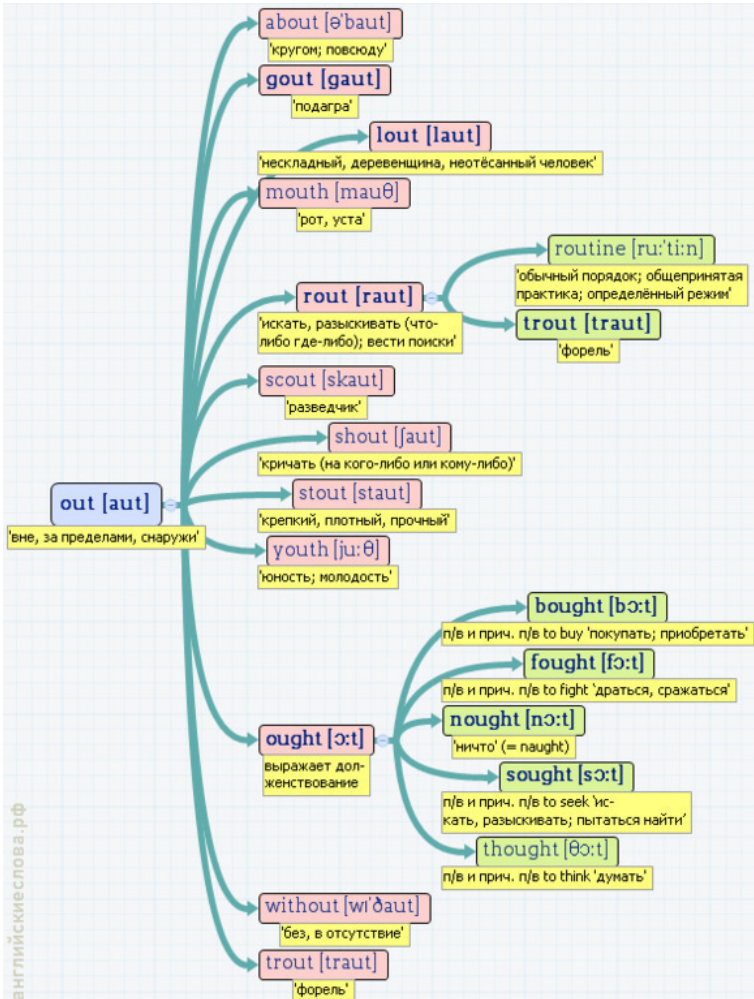 about [ə'baut]
'кругом; повсюду'
gout [gaut]
'подагра'
lout [laut]
'нескладный, деревенщина, неотёсанный человек'
mouth [mauθ]
'рот, уста'
routine [ru:'ti:n]
'обычный порядок; общепринятая
практика; определённый режим'
rout [raut]
'искать, разыскивать (что-
либо где-либо); вести поиски'
trout [traut]
'форель'
scout [skaut]
'разведчик'
shout [ʃaut]
'кричать (на кого-либо или кому-либо)'
out [aut]
'вне, за пределами, снаружи'
stout [staut]
'крепкий, плотный, прочный'
youth [ju:θ]
'юность; молодость'
ought [ɔ:t]
выражает дол-
женствование
bought [bɔ:t]
п/в и прич. п/в to buy 'покупать; приобретать'
fought [fɔ:t]
п/в и прич. п/в to fight 'драться, сражаться'
nought [nɔ:t]
'ничто' (= naught)
sought [sɔ:t]
п/в и прич. п/в to seek 'ис-
кать, разыскивать; пытаться найти'
thought [θɔ:t]
п/в и прич. п/в to think 'думать'
without [wɪ'ðaut]
'без, в отсутствие'
trout [traut]
'форель'
английскиеслова.рф